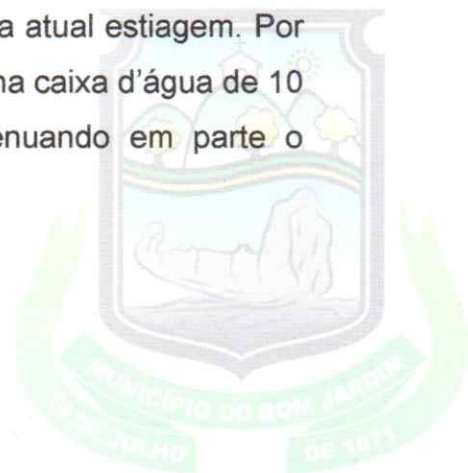 a atual estiagem. Por
na caixa d'água de 10
enuando em parte o
MUNICÍPIO DO BOM JARDIM
19 DE JULHO DE 1871